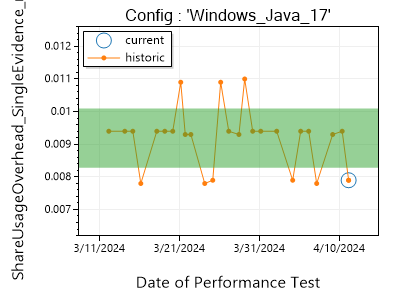 Config : 'Windows_Java_17'
ShareUsageOverhead_SingleEvidence_
current
historic
0.012
0.011
0.01
0.009
0.008
0.007
3/11/2024
3/21/2024
3/31/2024
4/10/2024
Date of Performance Test